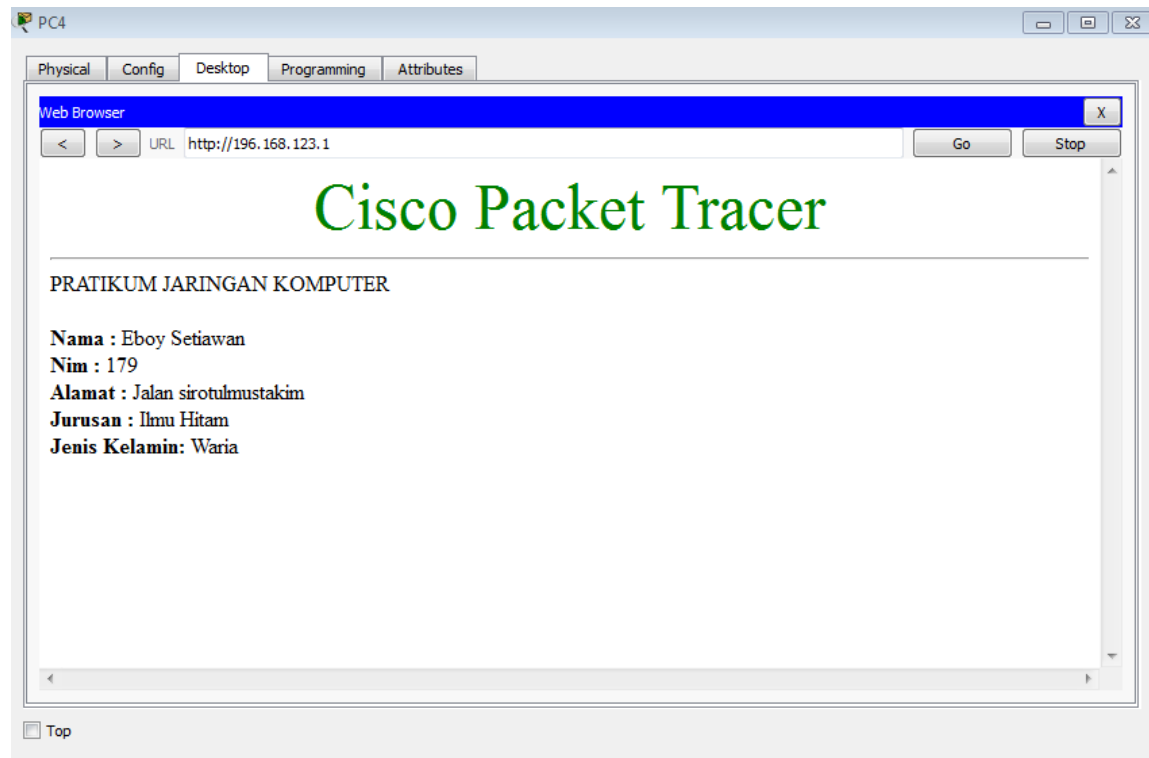 PC4
Physical Config Desktop Programming Attributes
Web Browser X
< > URL http://196.168.123.1 Go Stop
Cisco Packet Tracer
PRATIKUM JARINGAN KOMPUTER
Nama : Eboy Setiawan
Nim : 179
Alamat : Jalan sirotulmustakim
Jurusan : Ilmu Hitam
Jenis Kelamin: Waria
Top